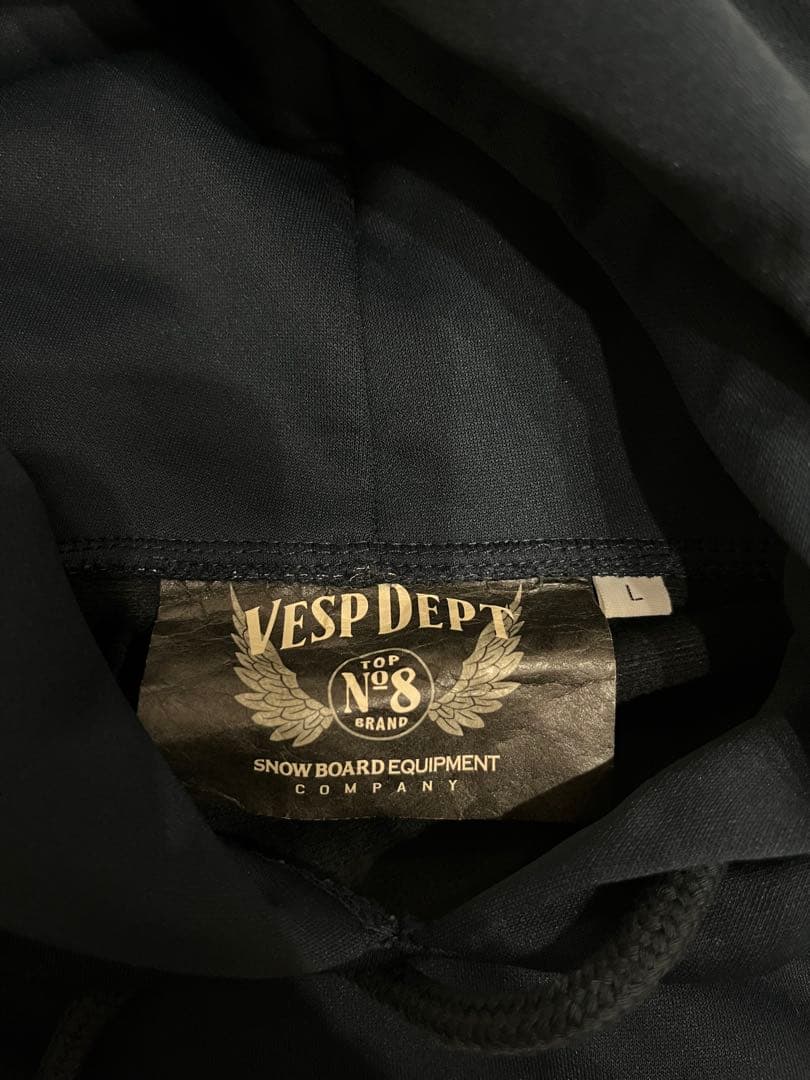 VESP DEPT
TOP
Nº8
BRAND
SNOW BOARD EQUIPMENT
COMPANY
L